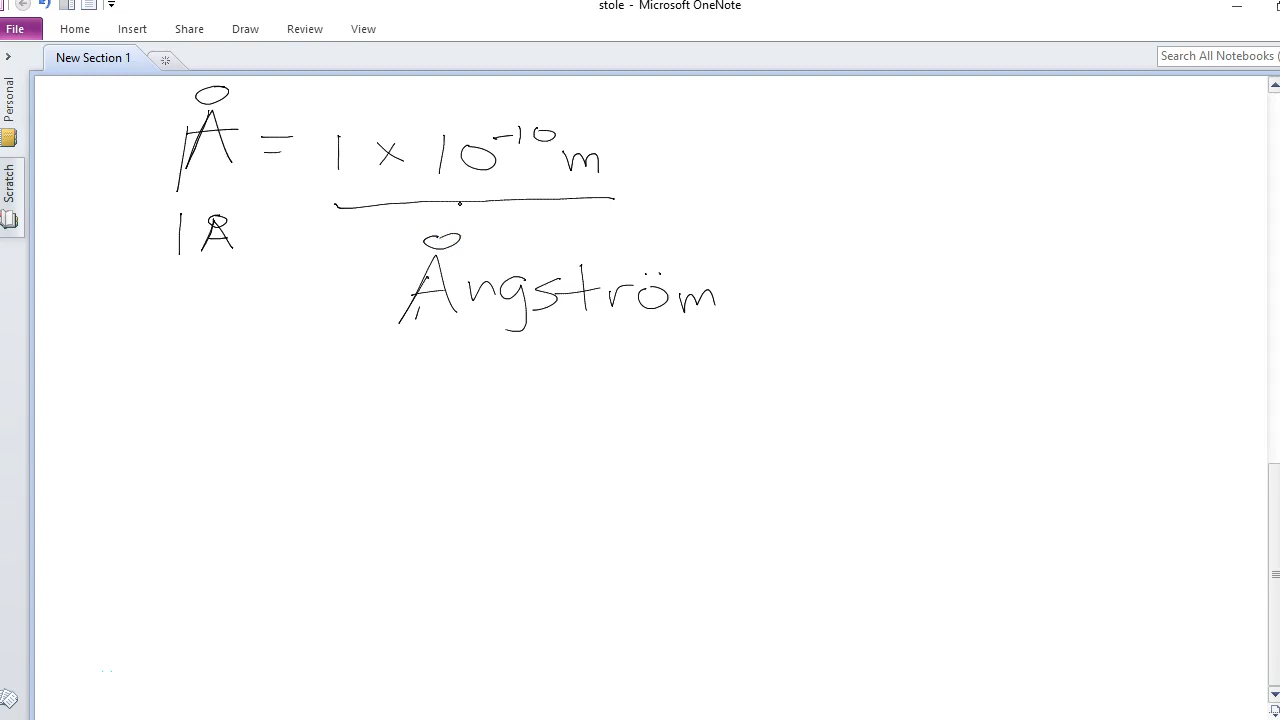 stole - Microsoft OneNote
File Home Insert Share Draw Review View
New Section 1
Search All Notebooks (
Personal
Scratch
Å = 1 × 10⁻¹⁰ m
1 Å
Ångström